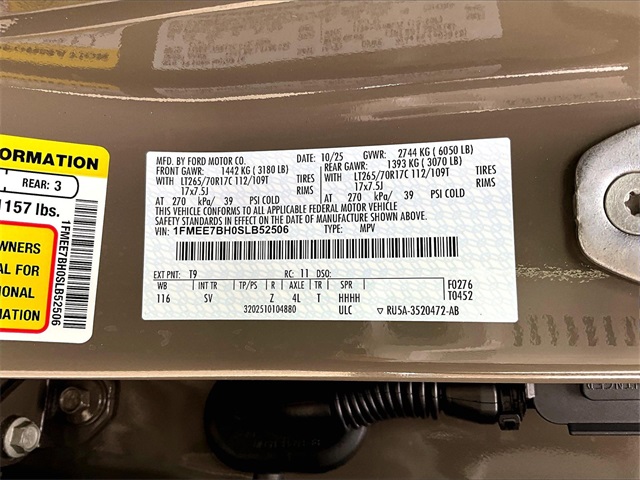 ORMATION
REAR: 3
1157 lbs.
WNERS
AL FOR
TIONAL
MATION
1FMEE7BH0SLB52506
MFD. BY FORD MOTOR CO.
DATE: 10/25 GVWR: 2744 KG ( 6050 LB)
FRONT GAWR: 1442 KG ( 3180 LB)
REAR GAWR: 1393 KG ( 3070 LB)
WITH LT265/70R17C 112/109T TIRES
WITH LT265/70R17C 112/109T TIRES
17x7.5J RIMS
17x7.5J RIMS
AT 270 kPa/ 39 PSI COLD
AT 270 kPa/ 39 PSI COLD
THIS VEHICLE CONFORMS TO ALL APPLICABLE FEDERAL MOTOR VEHICLE
SAFETY STANDARDS IN EFFECT ON THE DATE OF MANUFACTURE SHOWN ABOVE.
VIN: 1FMEE7BH0SLB52506 TYPE: MPV
EXT PNT: T9 RC: 11 DSO:
WB INT TR TP/PS R AXLE TR SPR F0276
116 SV Z 4L T HHHH T0452
3202510104880 ULC ▽ RU5A-3520472-AB